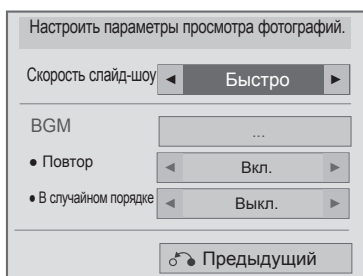 Настроить параметры просмотра фотографий.
Скорость слайд-шоу ◄ Быстро ►
BGM ...
• Повтор ◄ Вкл. ►
• В случайном порядке ◄ Выкл. ►
Предыдущий